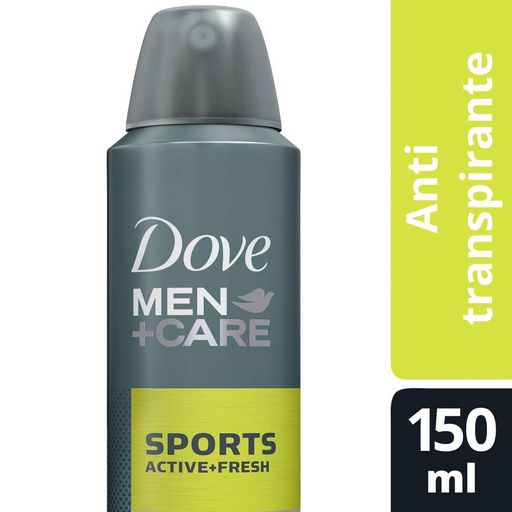 Dove
MEN
+CARE
SPORTS
ACTIVE+FRESH
Anti
transpirante
150
ml